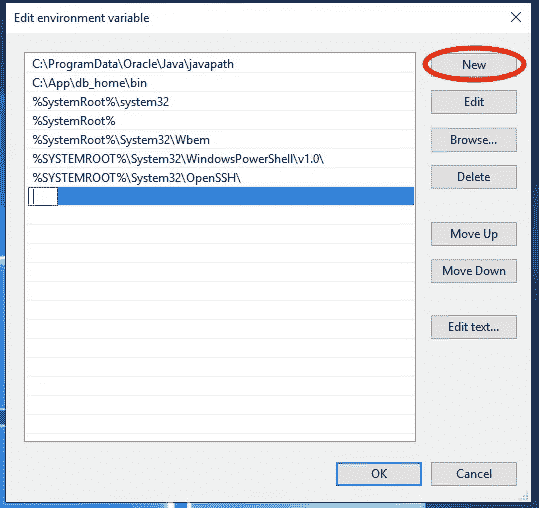 Edit environment variable
C:\ProgramData\Oracle\Java\javapath
C:\App\db_home\bin
%SystemRoot%\system32
%SystemRoot%
%SystemRoot%\System32\Wbem
%SYSTEMROOT%\System32\WindowsPowerShell\v1.0\
%SYSTEMROOT%\System32\OpenSSH\
New
Edit
Browse...
Delete
Move Up
Move Down
Edit text...
OK
Cancel